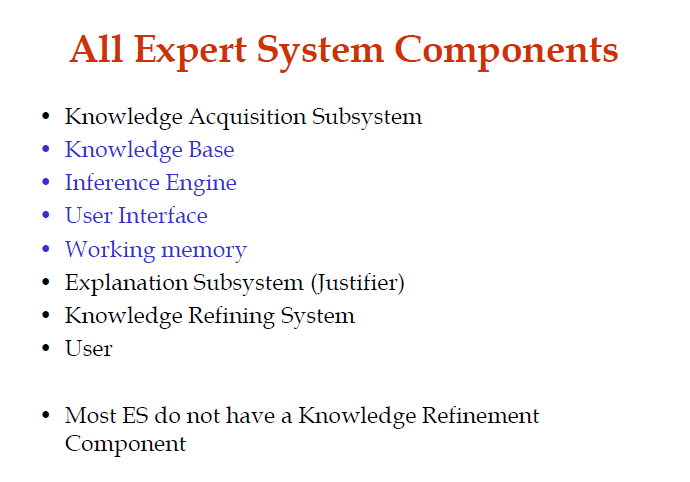 All Expert System Components
• Knowledge Acquisition Subsystem
• Knowledge Base
• Inference Engine
• User Interface
• Working memory
• Explanation Subsystem (Justifier)
• Knowledge Refining System
• User
• Most ES do not have a Knowledge Refinement
Component